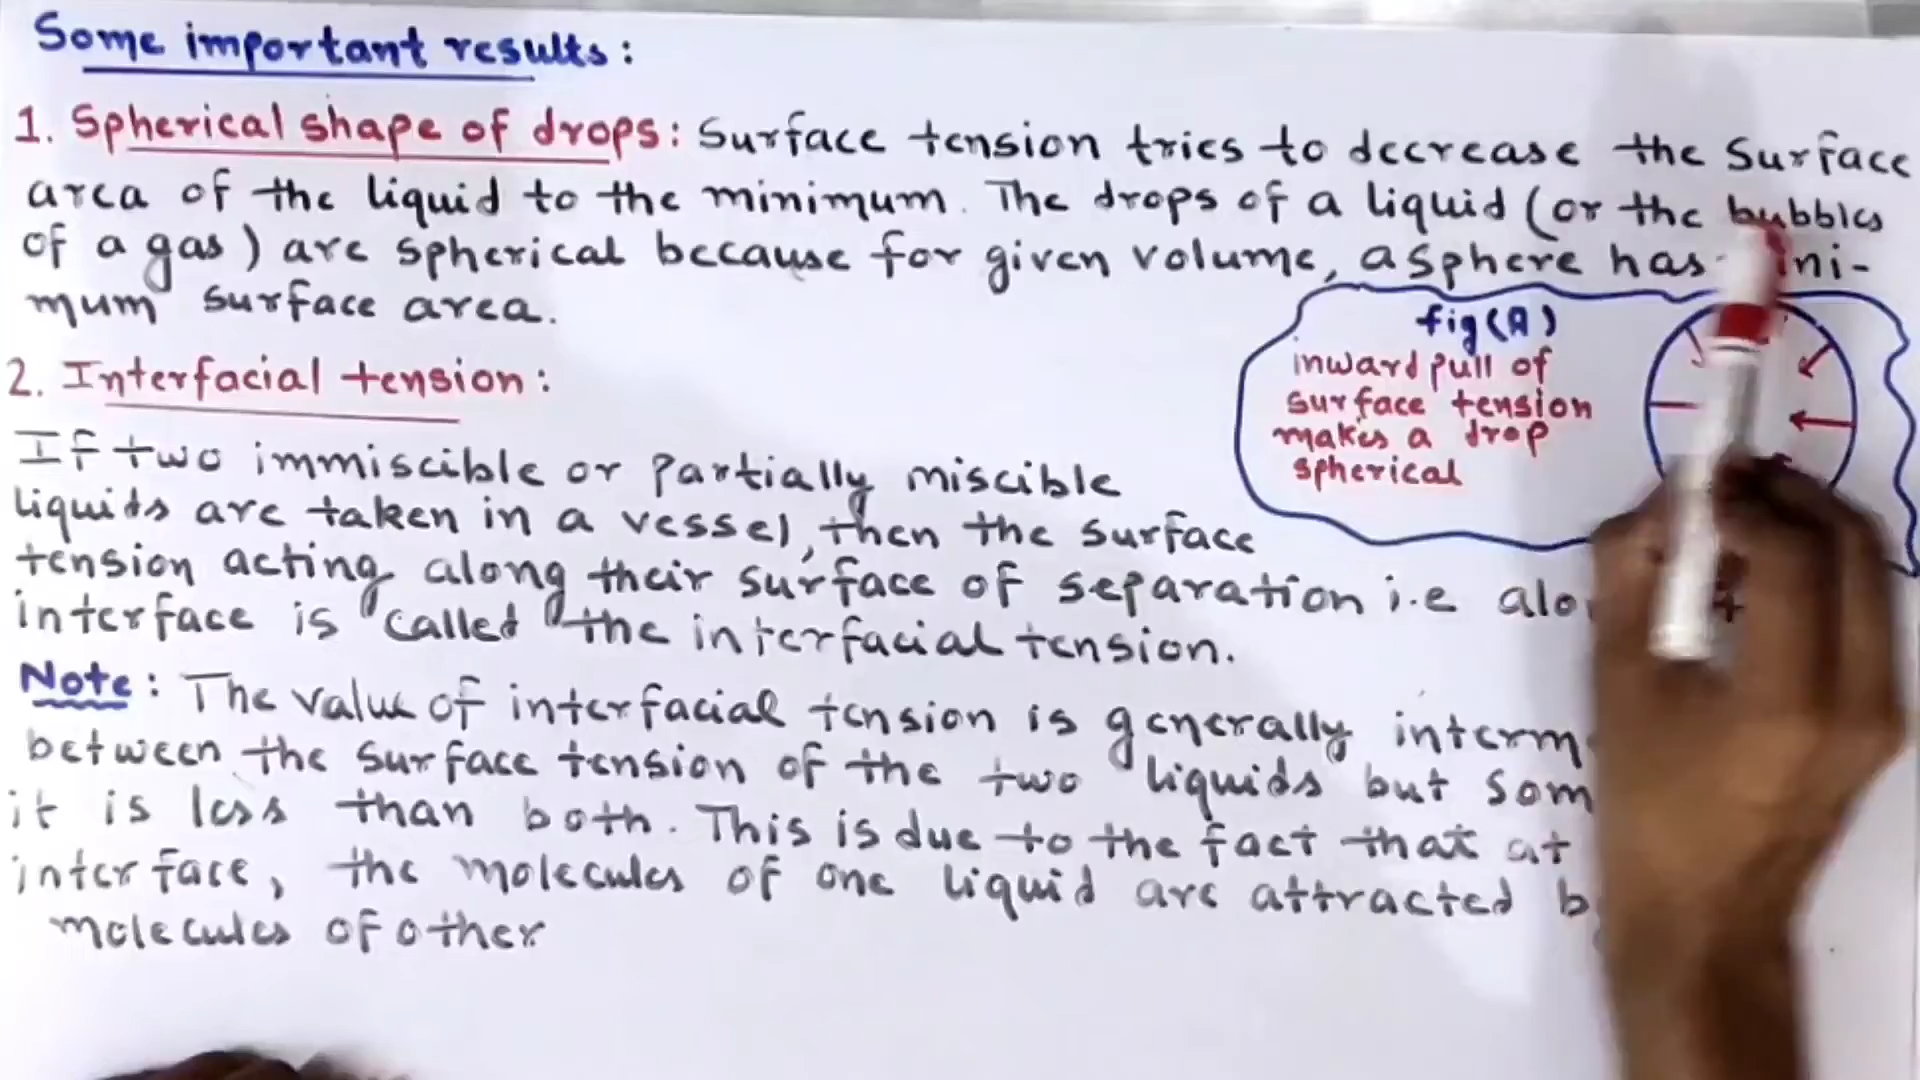 Some important results:
1. Spherical shape of drops: Surface tension tries to decrease the surface
area of the liquid to the minimum. The drops of a liquid (or the bubbles
of a gas) are spherical because for given volume, a sphere has
mum surface area.
fig (A)
inward pull of
surface tension
makes a drop
spherical
2. Interfacial tension:
If two immiscible or partially miscible
liquids are taken in a vessel, then the surface
tension acting along their surface of separation i.e
interface is called the interfacial tension.
Note: The value of interfacial tension is generally
between the surface tension of the two liquids but
it is less than both. This is due to the fact that at
interface, the molecules of one liquid are attracted
molecules of other